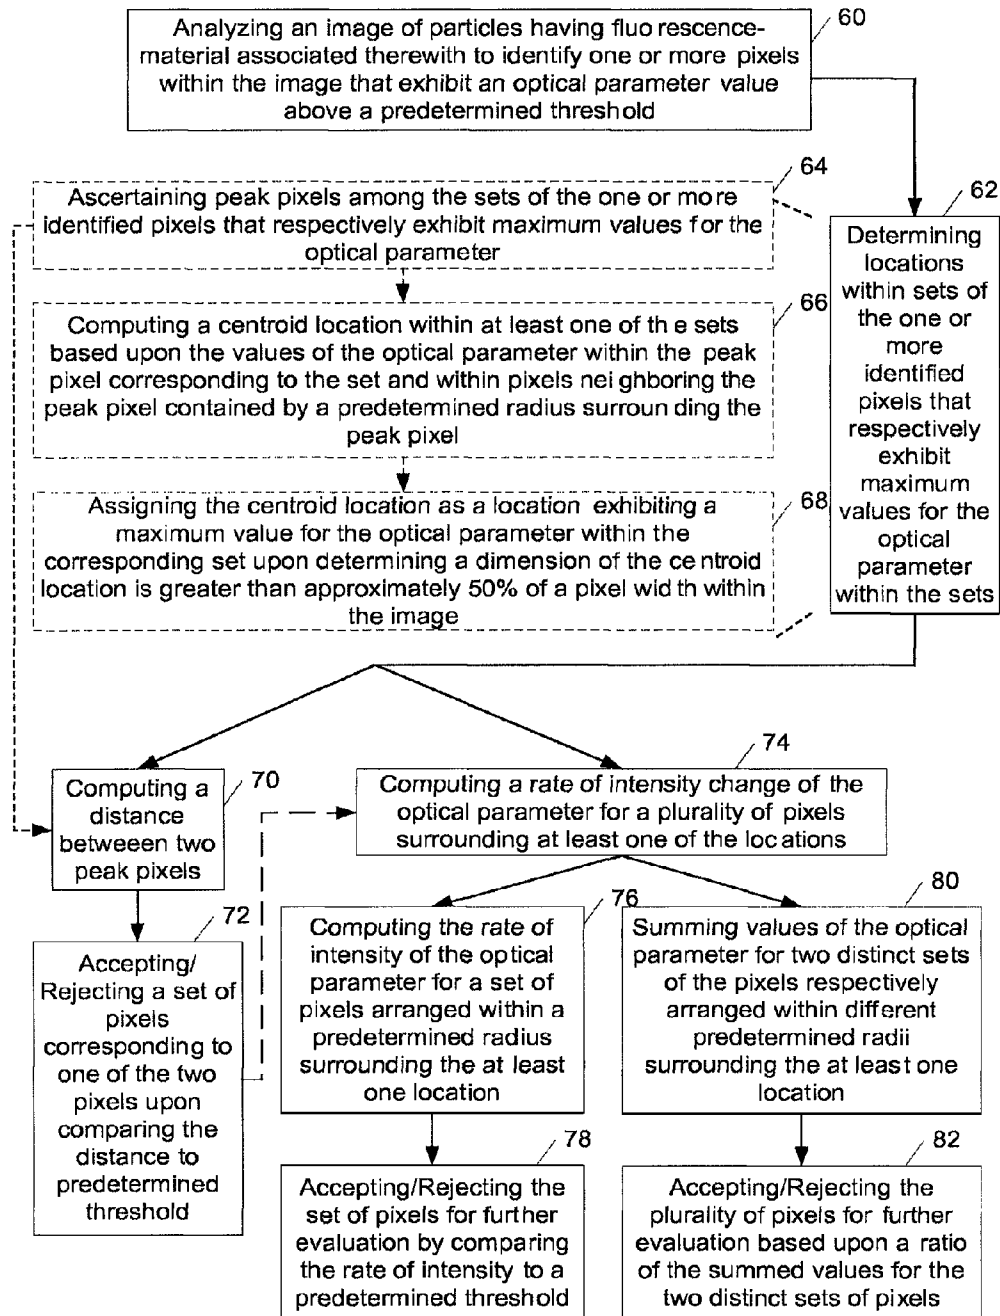 60
Analyzing an image of particles having fluo rescence-
material associated therewith to identify one or more pixels
within the image that exhibit an optical parameter value
above a predetermined threshold
64
Ascertaining peak pixels among the sets of the one or more
identified pixels that respectively exhibit maximum values for the
optical parameter
62
Determining
locations
within sets of
the one or
more
identified
pixels that
respectively
exhibit
maximum
values for the
optical
parameter
within the sets
66
Computing a centroid location within at least one of th e sets
based upon the values of the optical parameter within the peak
pixel corresponding to the set and within pixels nei ghboring the
peak pixel contained by a predetermined radius surroun ding the
peak pixel
68
Assigning the centroid location as a location exhibiting a
maximum value for the optical parameter within the
corresponding set upon determining a dimension of the ce ntroid
location is greater than approximately 50% of a pixel wid th within
the image
70
Computing a
distance
betweeen two
peak pixels
74
Computing a rate of intensity change of the
optical parameter for a plurality of pixels
surrounding at least one of the locations
72
Accepting/
Rejecting a set of
pixels
corresponding to
one of the two
pixels upon
comparing the
distance to
predetermined
threshold
76
Computing the rate of
intensity of the optical
parameter for a set of
pixels arranged within a
predetermined radius
surrounding the at least
one location
80
Summing values of the optical
parameter for two distinct sets
of the pixels respectively
arranged within different
predetermined radii
surrounding the at least one
location
78
Accepting/Rejecting the
set of pixels for further
evaluation by comparing
the rate of intensity to a
predetermined threshold
82
Accepting/Rejecting the
plurality of pixels for further
evaluation based upon a ratio
of the summed values for the
two distinct sets of pixels